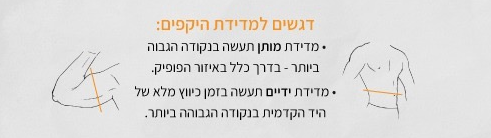 דגשים למדידת היקפים:
• מדידת מותן תעשה בנקודה הגבוה
ביותר - בדרך כלל באיזור הפופיק.
• מדידת ידיים תעשה בזמן כיווץ מלא של
היד הקדמית בנקודה הגבוהה ביותר.